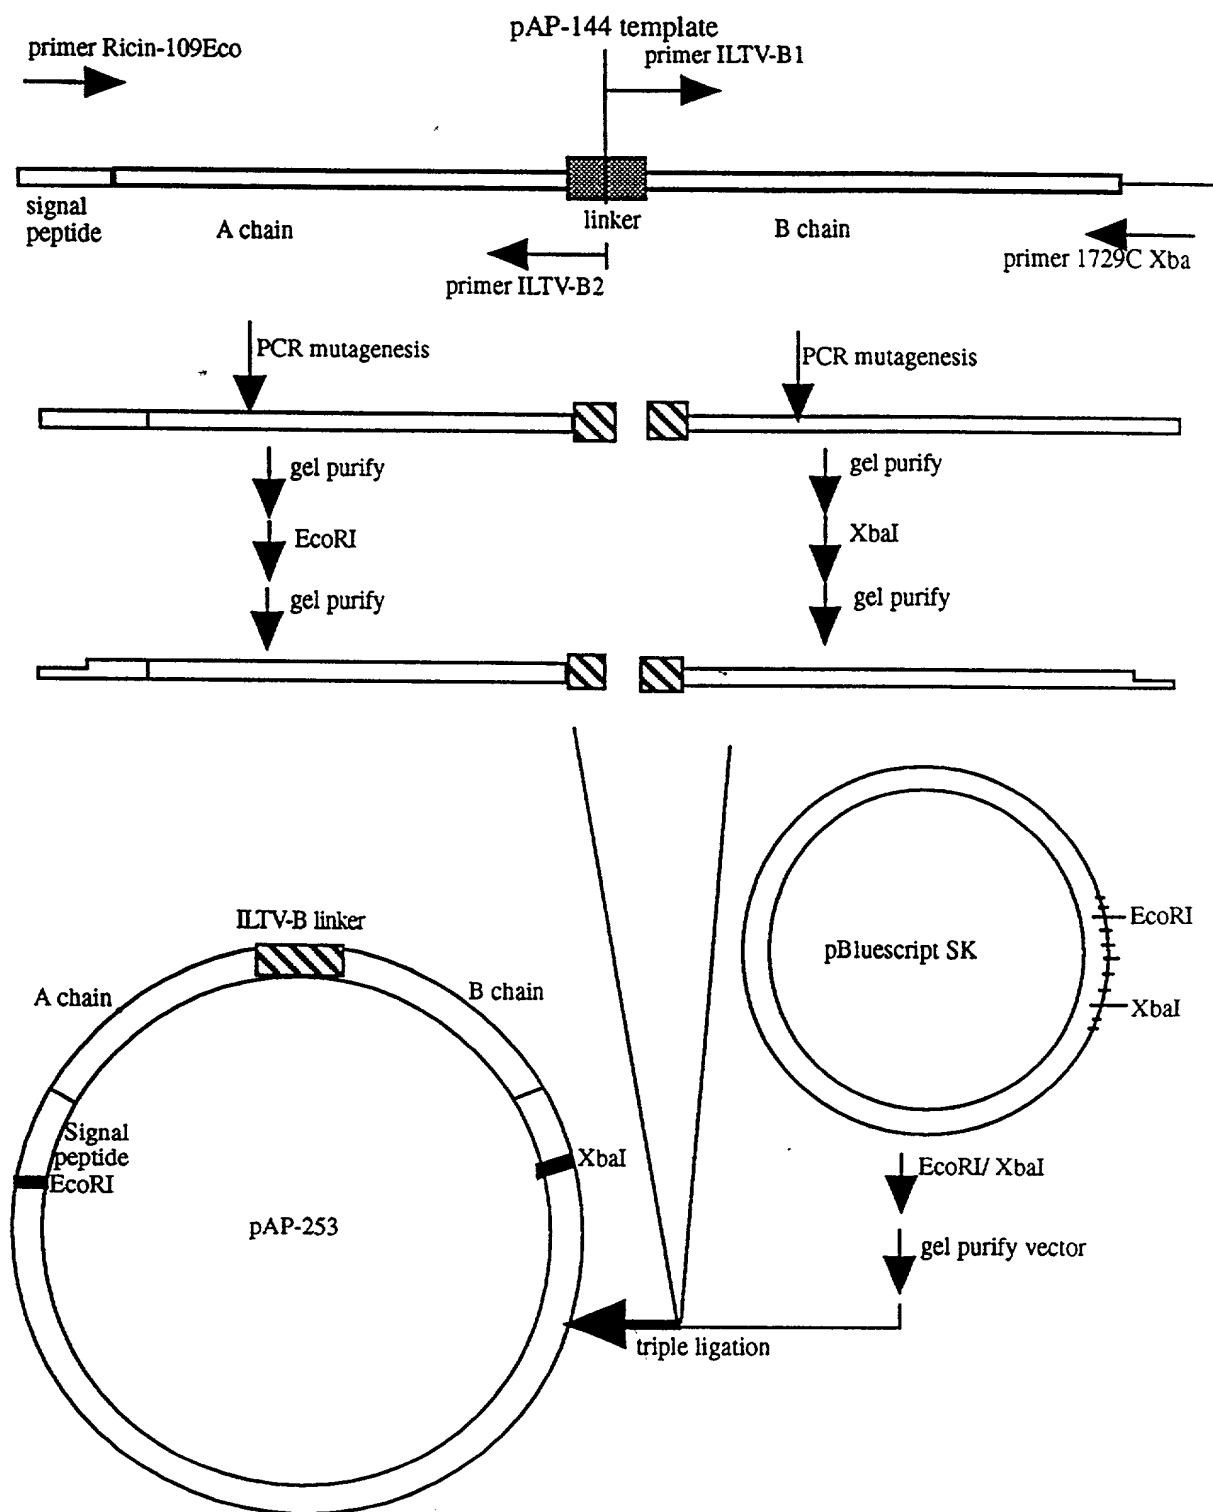 pAP-144 template
primer Ricin-109Eco
primer ILTV-B1
signal
peptide
A chain
linker
B chain
primer ILTV-B2
primer 1729C Xba
PCR mutagenesis
PCR mutagenesis
gel purify
gel purify
EcoRI
XbaI
gel purify
gel purify
ILTV-B linker
A chain
B chain
pBluescript SK
EcoRI
XbaI
Signal
peptide
EcoRI
XbaI
pAP-253
EcoRI/ XbaI
gel purify vector
triple ligation